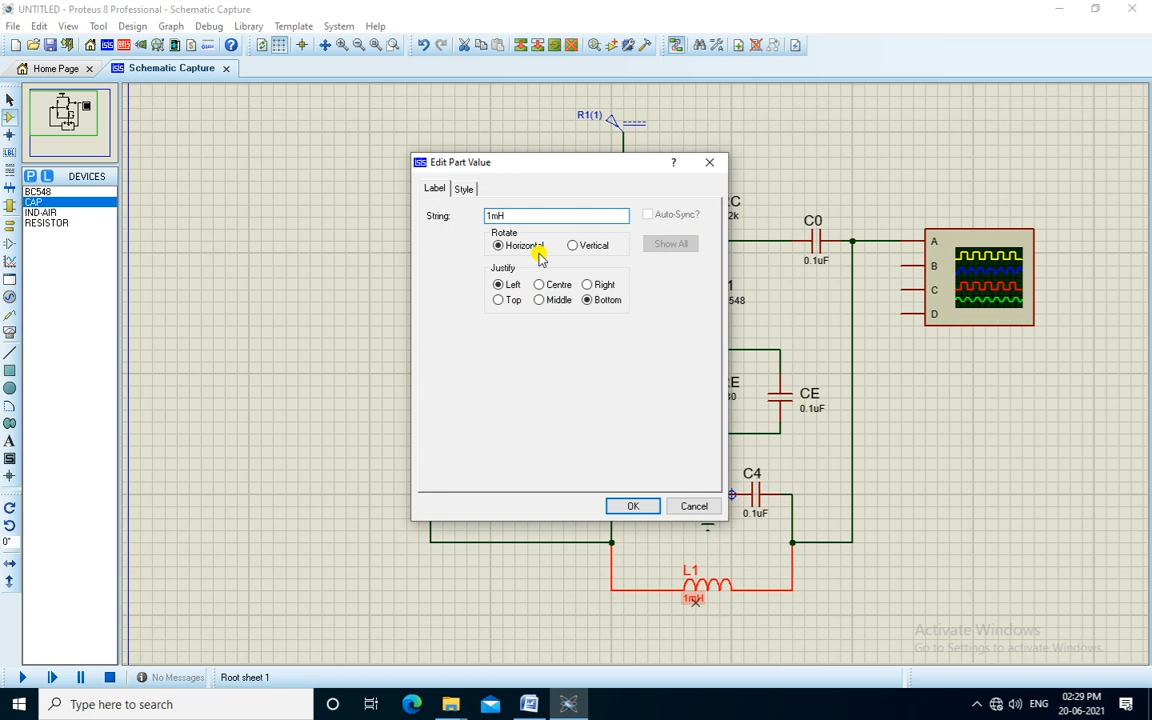 UNTITLED - Proteus 8 Professional - Schematic Capture
File Edit View Tool Design Graph Debug Library Template System Help
Home Page Schematic Capture
R1(1)
Edit Part Value
Label Style
String: 1mH Auto-Sync?
Rotate
Horizontal Vertical Show All
Justify
Left Centre Right
Top Middle Bottom
OK Cancel
P L DEVICES
BC548
CAP
IND-AIR
RESISTOR
LBL
A
0°
C0
0.1uF
A
B
C
D
CE
0.1uF
C4
0.1uF
L1
1mH
Activate Windows
Go to Settings to activate Windows.
No Messages Root sheet 1
Type here to search
ENG 02:29 PM
20-06-2021